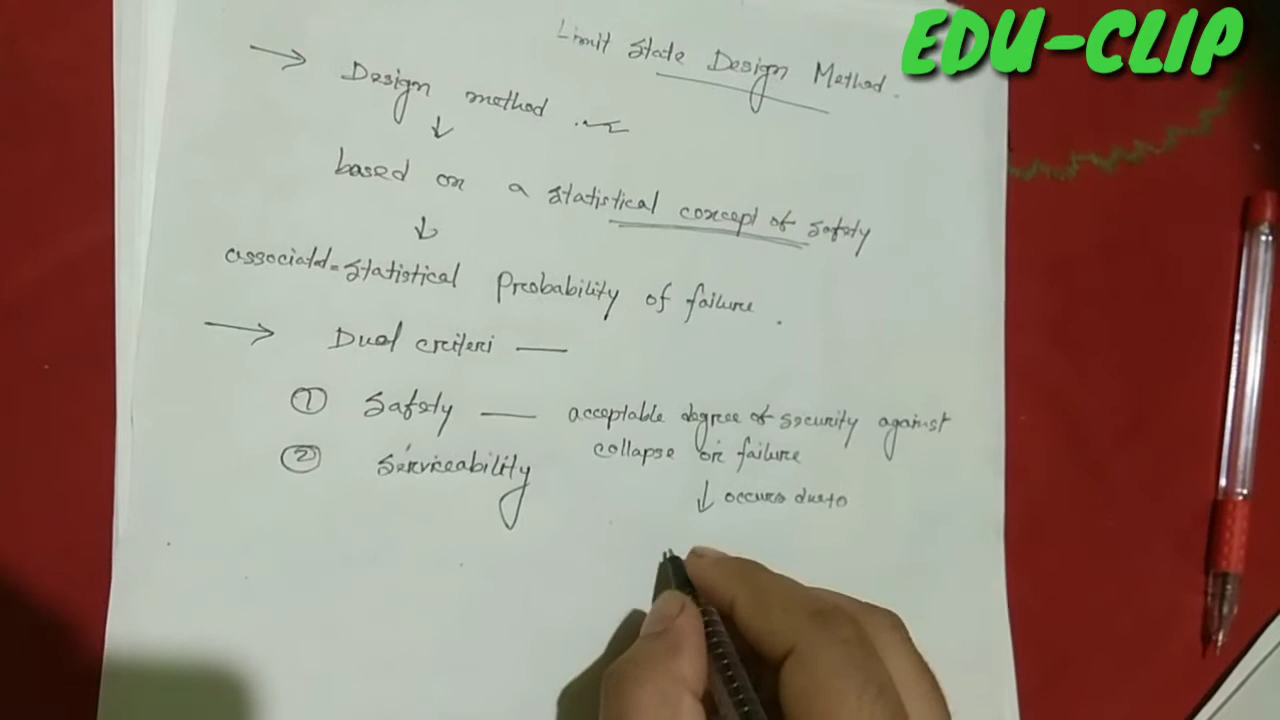 EDU-CLIP
Limit State Design Method.
→ Design method.
↓
based on a statistical concept of safety
↓
associated = statistical Probability of failure.
→ Dual criteri —
① Safety — acceptable degree of security against
collapse or failure
② Serviceability
↓ occurs due to